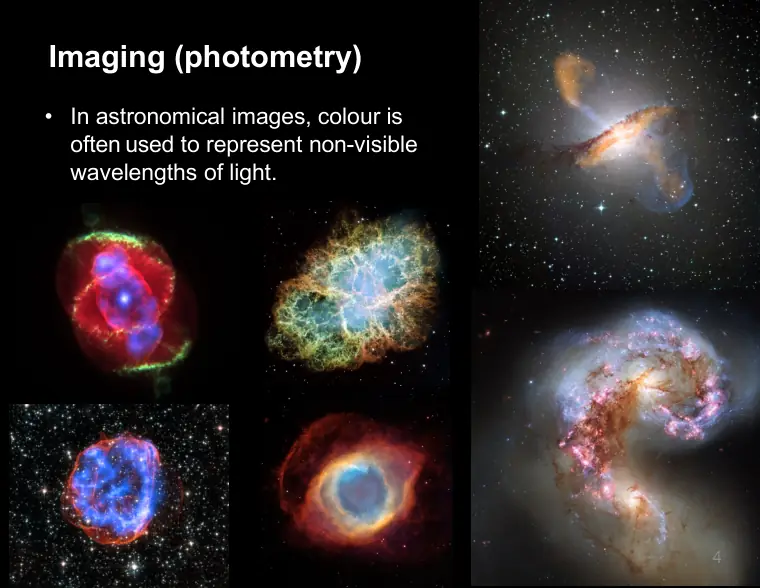 Imaging (photometry)
• In astronomical images, colour is
often used to represent non-visible
wavelengths of light.
4